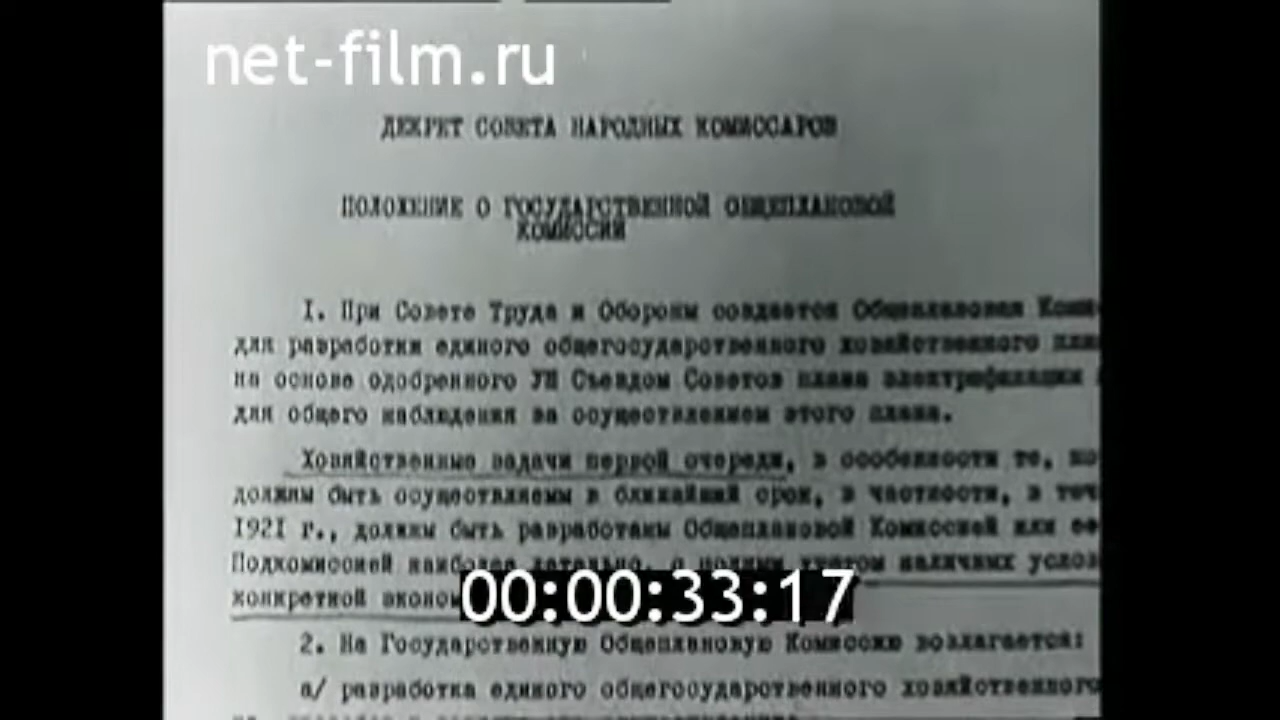 net-film.ru
ДЕКРЕТ СОВЕТА НАРОДНЫХ КОМИССАРОВ
ПОЛОЖЕНИЕ О ГОСУДАРСТВЕННОЙ ОБЩЕПЛАНОВОЙ
КОМИССИИ
I. При Совете Труда и Обороны создается Общеплановая
для разработки единого общегосударственного хозяйственного
на основе одобренного УШ Съездом Советов плана электрификации
для общего наблюдения за осуществлением этого плана.
Хозяйственные задачи первой очереди, в особенности те,
должны быть осуществляемы в ближайший срок, в частности, в
1921 г., должны быть разработаны Общеплановой Комиссией или ее
Подкомиссией наиболее детально, с полным учетом наличных
конкретной
00:00:33:17
2. На Государственную Общеплановую Комиссию возлагается:
а/ разработка единого общегосударственного хозяйственного